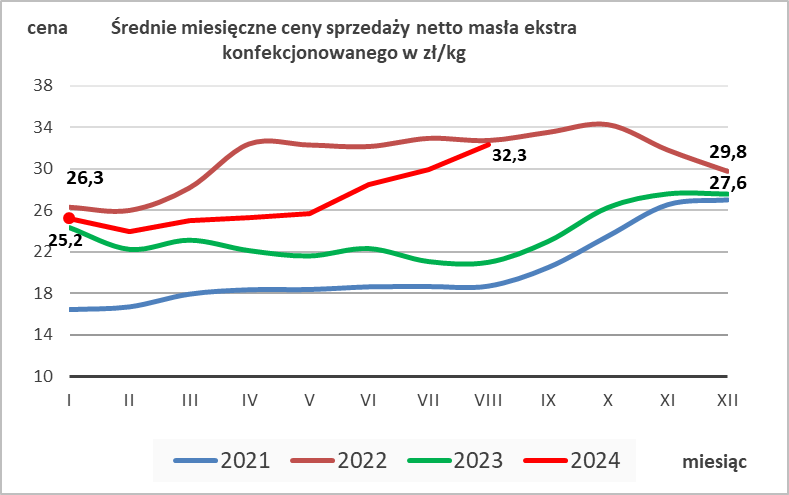 cena
Średnie miesięczne ceny sprzedaży netto masła ekstra
konfekcjonowanego w zł/kg
38
34
30
26
22
18
14
10
26,3
25,2
32,3
29,8
27,6
I II III IV V VI VII VIII IX X XI XII
2021 2022 2023 2024
miesiąc